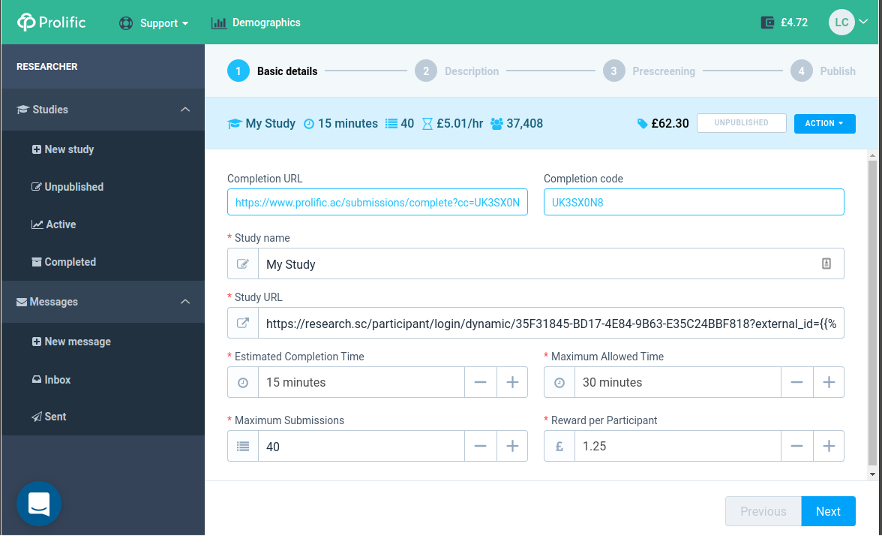 Prolific Support Demographics £4.72 LC
RESEARCHER
Studies
New study
Unpublished
Active
Completed
Messages
New message
Inbox
Sent
1 Basic details 2 Description 3 Prescreening 4 Publish
My Study 15 minutes 40 £5.01/hr 37,408 £62.30 UNPUBLISHED ACTION
Completion URL Completion code
https://www.prolific.ac/submissions/complete?cc=UK3SX0N UK3SX0N8
* Study name
My Study
* Study URL
https://research.sc/participant/login/dynamic/35F31845-BD17-4E84-9B63-E35C24BBF818?external_id={{%
* Estimated Completion Time * Maximum Allowed Time
15 minutes 30 minutes
* Maximum Submissions * Reward per Participant
40 £ 1.25
Previous Next